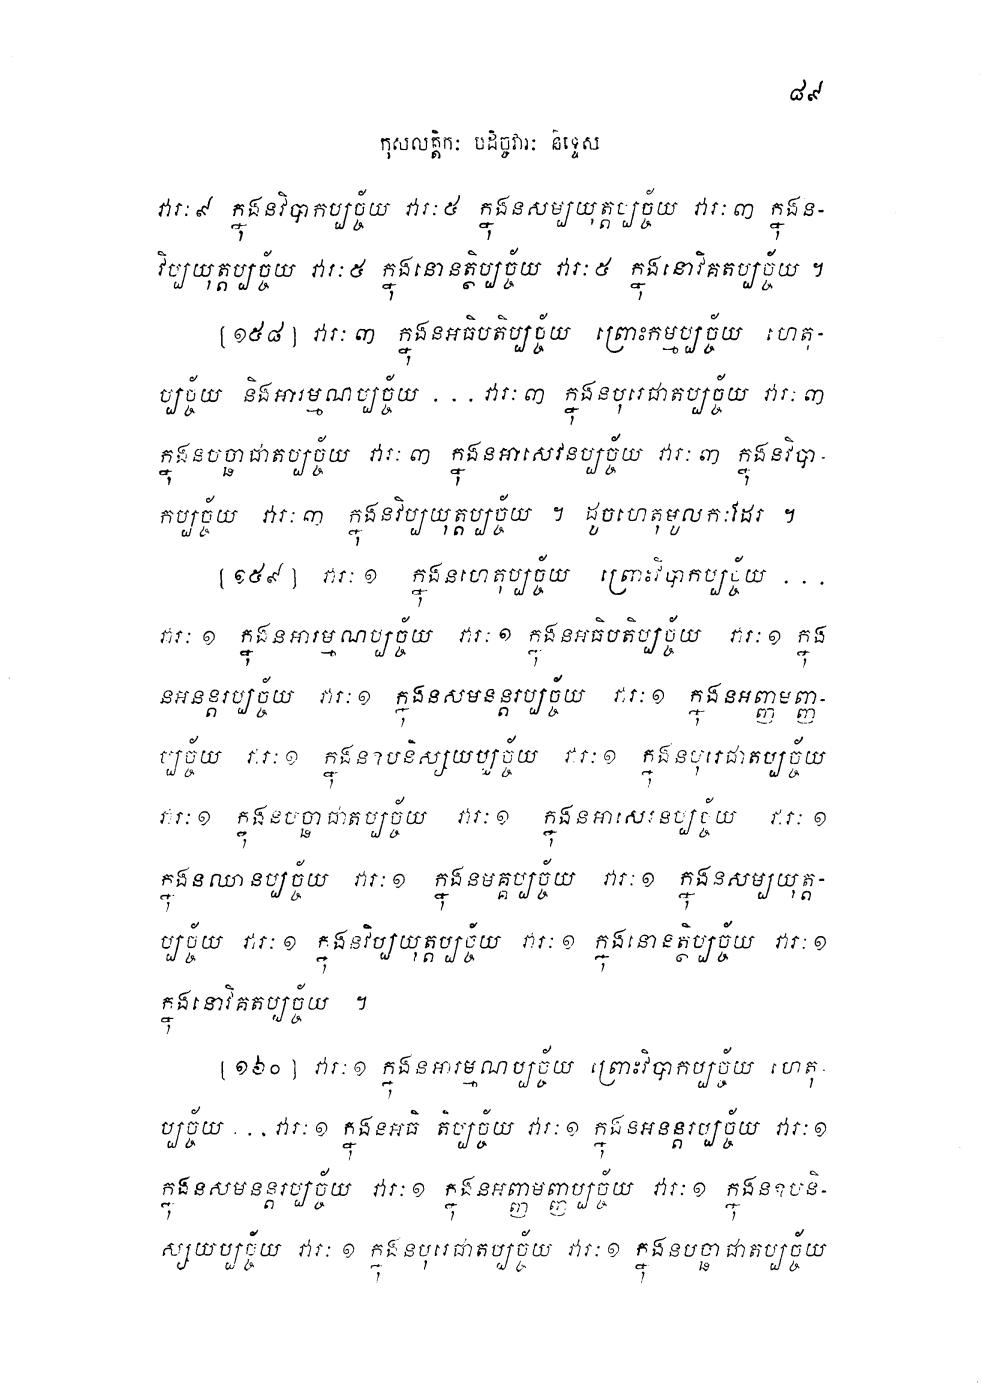 ៨៩
កុសលត្តិកៈ បដិច្ចវារៈ និទ្ទេស
វារៈ ៩ ក្នុងនវិបាកប្បច្ច័យ វារៈ ៥ ក្នុងនសម្បយុត្តប្បច្ច័យ វារៈ ៣ ក្នុងន-
វិប្បយុត្តប្បច្ច័យ វារៈ ៥ ក្នុងនោនត្ថិប្បច្ច័យ វារៈ ៥ ក្នុងនោវិគតប្បច្ច័យ ។
(១៥៨) វារៈ ៣ ក្នុងនអធិបតិប្បច្ច័យ ព្រោះកម្មប្បច្ច័យ ហេតុ-
ប្បច្ច័យ និងអារម្មណប្បច្ច័យ . . . វារៈ ៣ ក្នុងនបុរេជាតប្បច្ច័យ វារៈ ៣
ក្នុងនបច្ឆាជាតប្បច្ច័យ វារៈ ៣ ក្នុងនអាសេវនប្បច្ច័យ វារៈ ៣ ក្នុងនវិបា-
កប្បច្ច័យ វារៈ ៣ ក្នុងនវិប្បយុត្តប្បច្ច័យ ។ ដូចហេតុមូលកៈដែរ ។
(១៥៩) វារៈ ១ ក្នុងនហេតុប្បច្ច័យ ព្រោះវិបាកប្បច្ច័យ . . .
វារៈ ១ ក្នុងនអារម្មណប្បច្ច័យ វារៈ ១ ក្នុងនអធិបតិប្បច្ច័យ វារៈ ១ ក្នុង
នអនន្តរប្បច្ច័យ វារៈ ១ ក្នុងនសមនន្តរប្បច្ច័យ វារៈ ១ ក្នុងនអញ្ញមញ្ញ-
ប្បច្ច័យ វារៈ ១ ក្នុងនឧបនិស្សយប្បច្ច័យ វារៈ ១ ក្នុងនបុរេជាតប្បច្ច័យ
វារៈ ១ ក្នុងនបច្ឆាជាតប្បច្ច័យ វារៈ ១ ក្នុងនអាសេវនប្បច្ច័យ វារៈ ១
ក្នុងនឈានប្បច្ច័យ វារៈ ១ ក្នុងនមគ្គប្បច្ច័យ វារៈ ១ ក្នុងនសម្បយុត្ត-
ប្បច្ច័យ វារៈ ១ ក្នុងនវិប្បយុត្តប្បច្ច័យ វារៈ ១ ក្នុងនោនត្ថិប្បច្ច័យ វារៈ ១
ក្នុងនោវិគតប្បច្ច័យ ។
(១៦០) វារៈ ១ ក្នុងនអារម្មណប្បច្ច័យ ព្រោះវិបាកប្បច្ច័យ ហេតុ-
ប្បច្ច័យ . . . វារៈ ១ ក្នុងនអធិ តិប្បច្ច័យ វារៈ ១ ក្នុងនអនន្តរប្បច្ច័យ វារៈ ១
ក្នុងនសមនន្តរប្បច្ច័យ វារៈ ១ ក្នុងនអញ្ញមញ្ញប្បច្ច័យ វារៈ ១ ក្នុងនឧបនិ-
ស្សយប្បច្ច័យ វារៈ ១ ក្នុងនបុរេជាតប្បច្ច័យ វារៈ ១ ក្នុងនបច្ឆាជាតប្បច្ច័យ